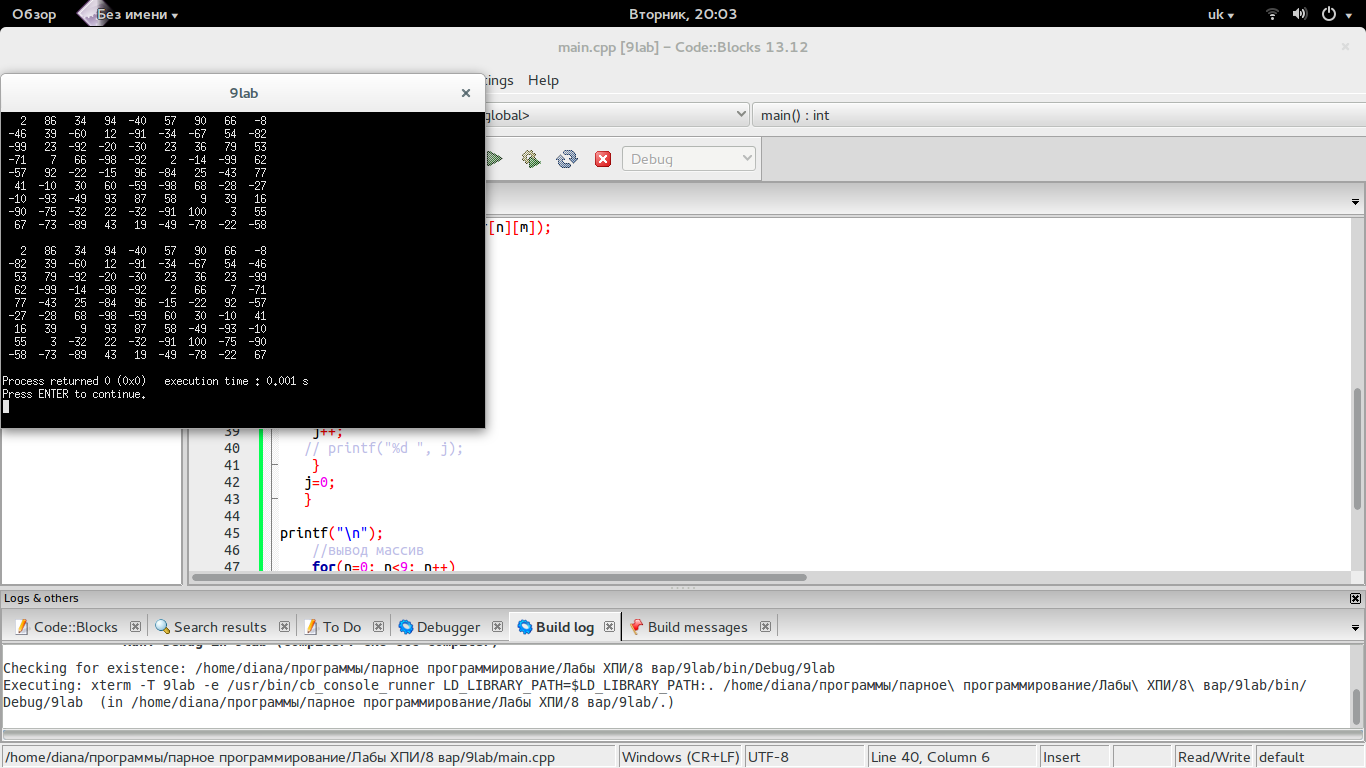 Обзор Без имени Вторник, 20:03 uk
main.cpp [9lab] – Code::Blocks 13.12
9lab
ings Help
global> main() : int
Debug
2 86 34 94 -40 57 90 66 -8
-46 39 -60 12 -91 -34 -67 54 -82
-99 23 -92 -20 -30 23 36 79 53
-71 7 66 -98 -92 2 -14 -99 62
-57 92 -22 -15 96 -84 25 -43 77
41 -10 30 60 -59 -98 68 -28 -27
-10 -93 -49 93 87 58 9 39 16
-90 -75 -32 22 -32 -91 100 3 55
67 -73 -89 43 19 -49 -78 -22 -58
2 86 34 94 -40 57 90 66 -8
-82 39 -60 12 -91 -34 -67 54 -46
53 79 -92 -20 -30 23 36 23 -99
62 -99 -14 -98 -92 2 66 7 -71
77 -43 25 -84 96 -15 -22 92 -57
-27 -28 68 -98 -59 60 30 -10 41
16 39 9 93 87 58 -49 -93 -10
55 3 -32 22 -32 -91 100 -75 -90
-58 -73 -89 43 19 -49 -78 -22 67
Process returned 0 (0x0) execution time : 0.001 s
Press ENTER to continue.
[n][m]);
39 j++;
40 // printf("%d ", j);
41 }
42 j=0;
43 }
44
45 printf("\n");
46 //вывод массив
47 for(n=0; n<9; n++)
Logs & others
Code::Blocks Search results To Do Debugger Build log Build messages
Checking for existence: /home/diana/программы/парное программирование/Лабы ХПИ/8 вар/9lab/bin/Debug/9lab
Executing: xterm -T 9lab -e /usr/bin/cb_console_runner LD_LIBRARY_PATH=$LD_LIBRARY_PATH:. /home/diana/программы/парное\ программирование/Лабы\ ХПИ/8\ вар/9lab/bin/
Debug/9lab (in /home/diana/программы/парное программирование/Лабы ХПИ/8 вар/9lab/.)
/home/diana/программы/парное программирование/Лабы ХПИ/8 вар/9lab/main.cpp Windows (CR+LF) UTF-8 Line 40, Column 6 Insert Read/Write default